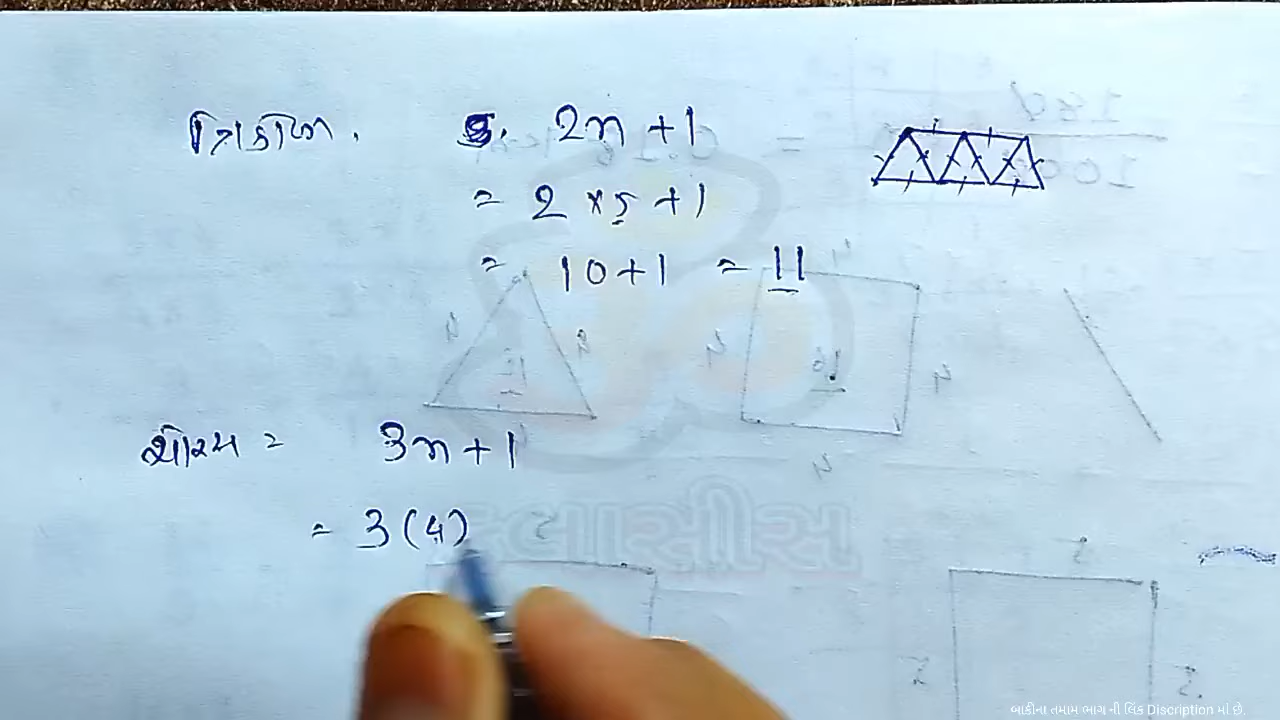 ત્રિકોણ. 2n + 1
= 2 × 5 + 1
= 10 + 1 = 11
ચોરસ = 3n + 1
= 3 (4)
ક્લાસીસ
બાકીના તમામ ભાગ ની લિંક Discription માં છે.